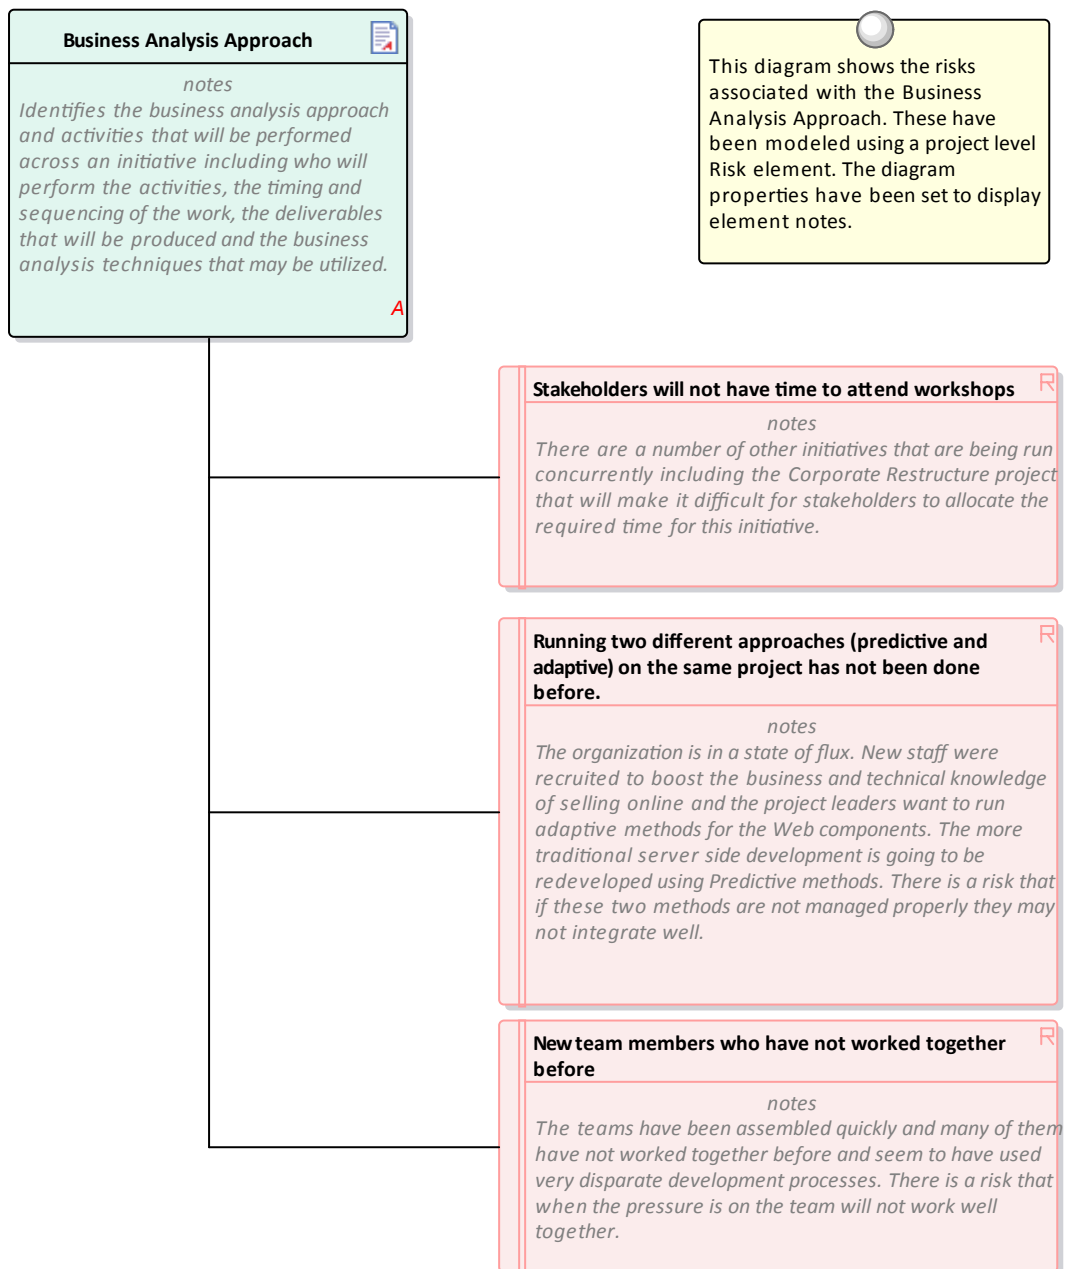 Business Analysis Approach
notes
Identifies the business analysis approach
and activities that will be performed
across an initiative including who will
perform the activities, the timing and
sequencing of the work, the deliverables
that will be produced and the business
analysis techniques that may be utilized.
A
This diagram shows the risks
associated with the Business
Analysis Approach. These have
been modeled using a project level
Risk element. The diagram
properties have been set to display
element notes.
Stakeholders will not have time to attend workshops
R
notes
There are a number of other initiatives that are being run
concurrently including the Corporate Restructure project
that will make it difficult for stakeholders to allocate the
required time for this initiative.
Running two different approaches (predictive and
adaptive) on the same project has not been done
before.
R
notes
The organization is in a state of flux. New staff were
recruited to boost the business and technical knowledge
of selling online and the project leaders want to run
adaptive methods for the Web components. The more
traditional server side development is going to be
redeveloped using Predictive methods. There is a risk that
if these two methods are not managed properly they may
not integrate well.
New team members who have not worked together
before
R
notes
The teams have been assembled quickly and many of them
have not worked together before and seem to have used
very disparate development processes. There is a risk that
when the pressure is on the team will not work well
together.